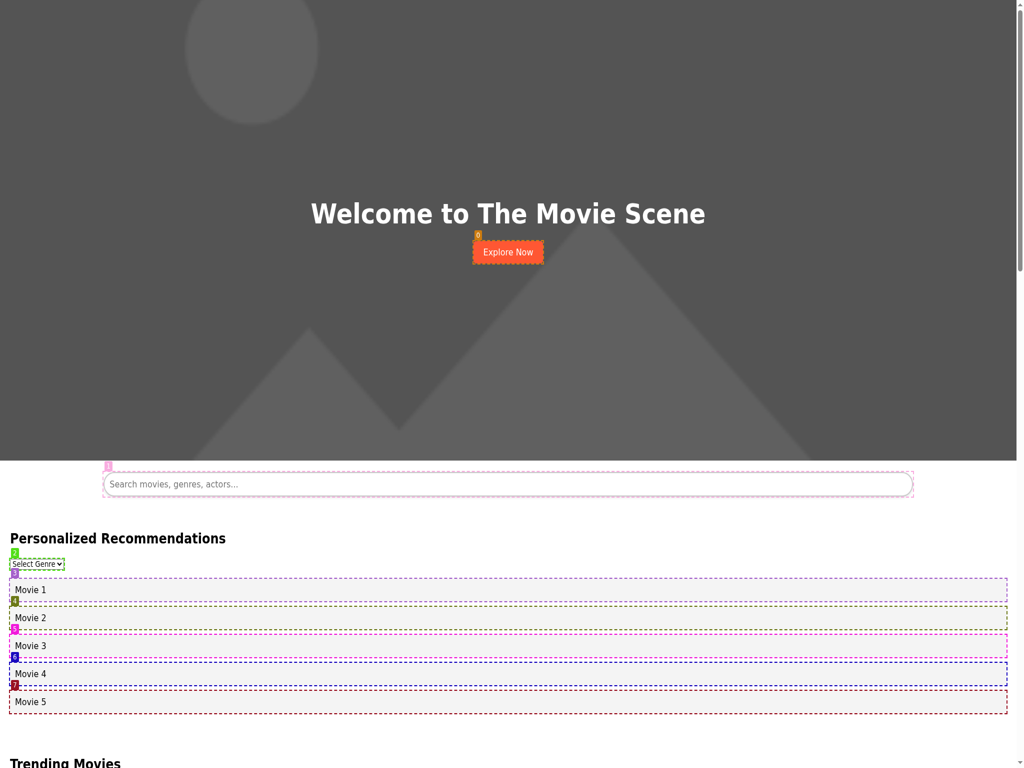 Welcome to The Movie Scene
0
Explore Now
1
Search movies, genres, actors...
Personalized Recommendations
2
Select Genre
3
Movie 1
4
Movie 2
5
Movie 3
6
Movie 4
7
Movie 5
Trending Movies